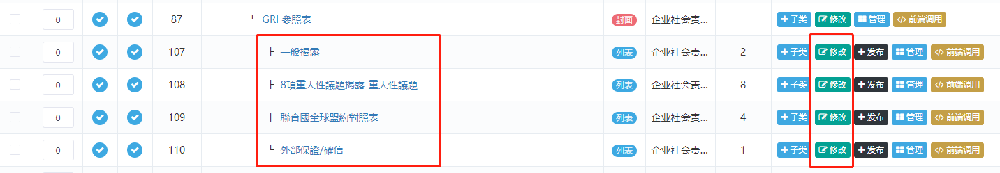 0 87 └ GRI 參照表 封面 企业社会责... 子类 修改 管理 </> 前端调用
0 107 ├ 一般揭露 列表 企业社会责... 2 子类 修改 发布 管理 </> 前端调用
0 108 ├ 8項重大性議題揭露-重大性議題 列表 企业社会责... 8 子类 修改 发布 管理 </> 前端调用
0 109 ├ 聯合國全球盟約對照表 列表 企业社会责... 4 子类 修改 发布 管理 </> 前端调用
0 110 └ 外部保證/確信 列表 企业社会责... 1 子类 修改 发布 管理 </> 前端调用